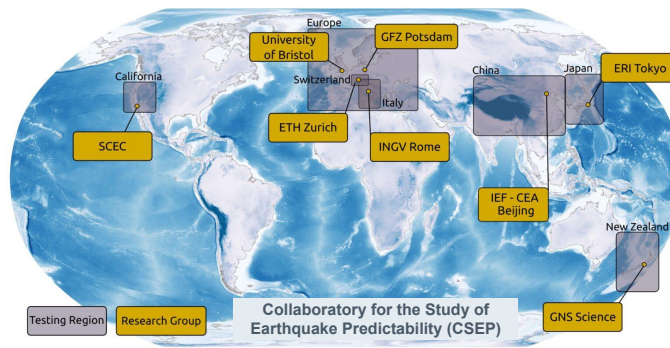 Europe
University
of Bristol
GFZ Potsdam
California
Switzerland
China
Japan
ERI Tokyo
Italy
SCEC
ETH Zurich
INGV Rome
IEF - CEA
Beijing
New Zealand
Testing Region
Research Group
Collaboratory for the Study of
Earthquake Predictability (CSEP)
GNS Science